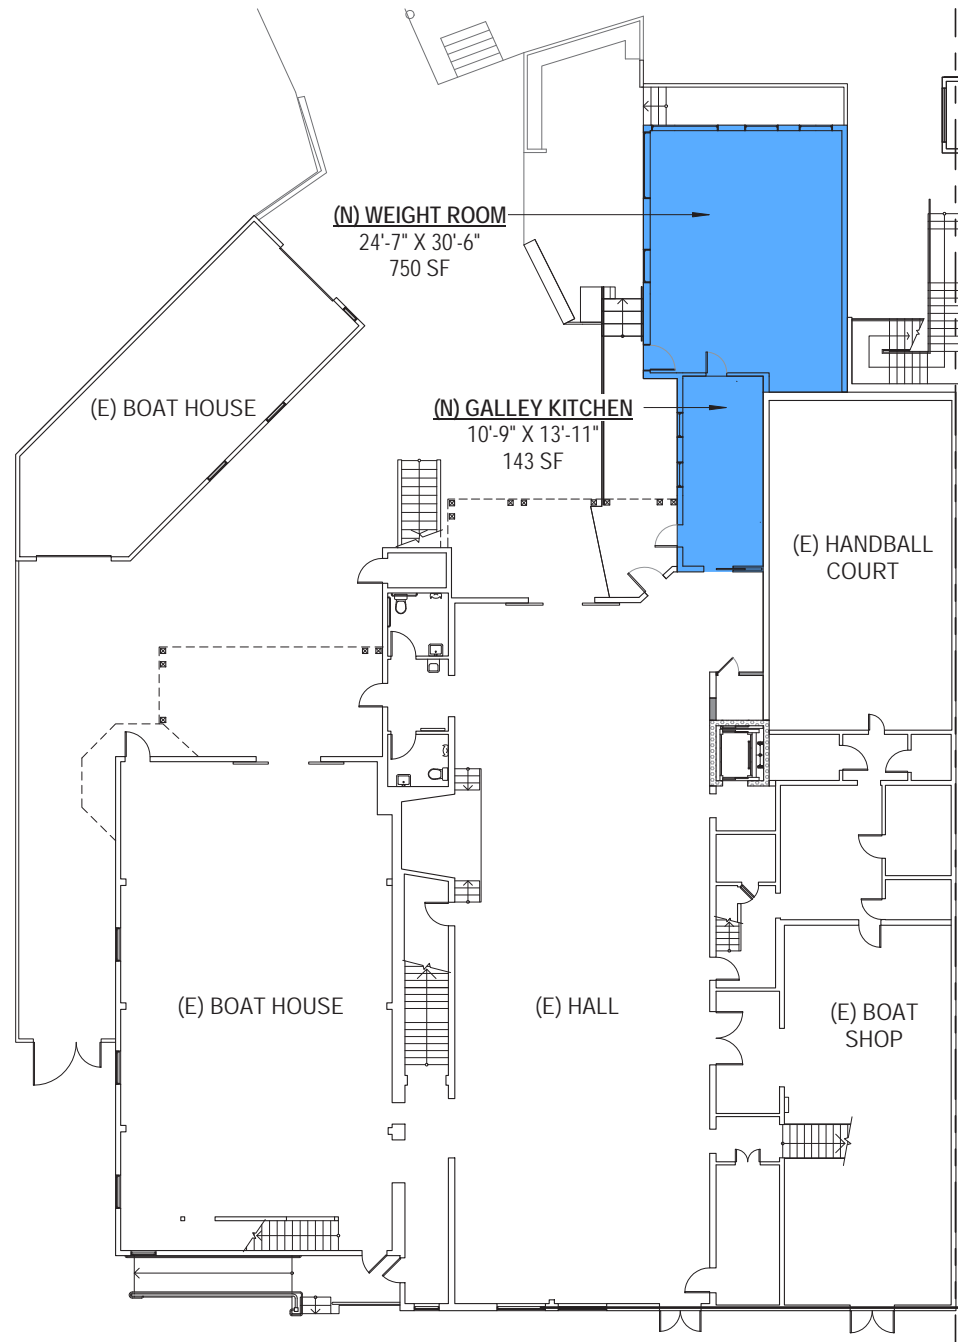 (N) WEIGHT ROOM
24'-7" X 30'-6"
750 SF
(E) BOAT HOUSE
(N) GALLEY KITCHEN
10'-9" X 13'-11"
143 SF
(E) HANDBALL
COURT
(E) BOAT HOUSE
(E) HALL
(E) BOAT
SHOP